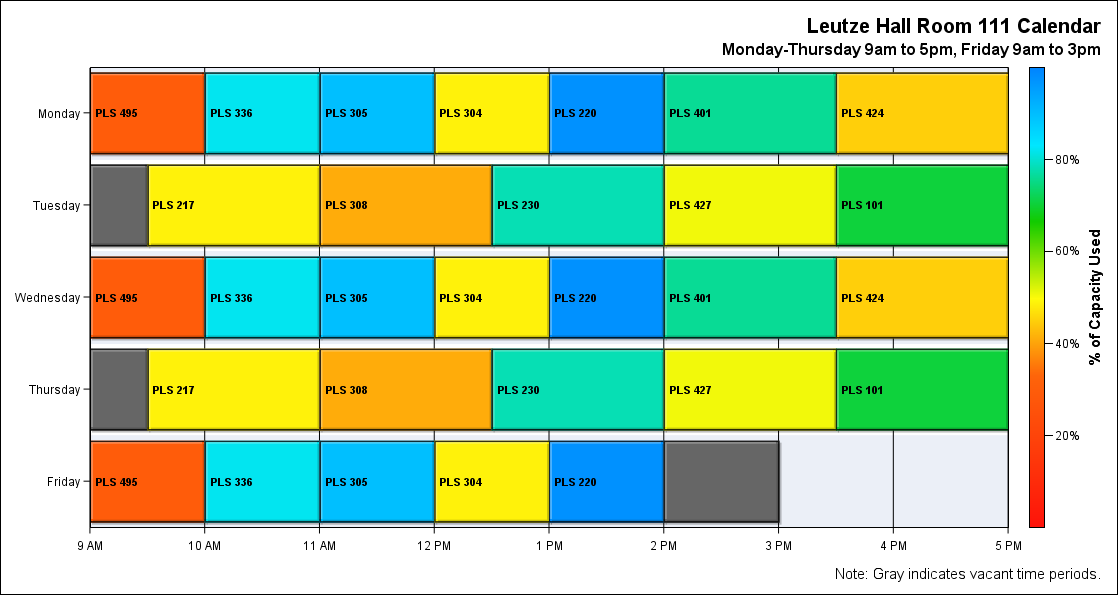 Leutze Hall Room 111 Calendar
Monday-Thursday 9am to 5pm, Friday 9am to 3pm
Monday PLS 495 PLS 336 PLS 305 PLS 304 PLS 220 PLS 401 PLS 424
Tuesday PLS 217 PLS 308 PLS 230 PLS 427 PLS 101
Wednesday PLS 495 PLS 336 PLS 305 PLS 304 PLS 220 PLS 401 PLS 424
Thursday PLS 217 PLS 308 PLS 230 PLS 427 PLS 101
Friday PLS 495 PLS 336 PLS 305 PLS 304 PLS 220
9 AM 10 AM 11 AM 12 PM 1 PM 2 PM 3 PM 4 PM 5 PM
80%
60%
40%
20%
% of Capacity Used
Note: Gray indicates vacant time periods.